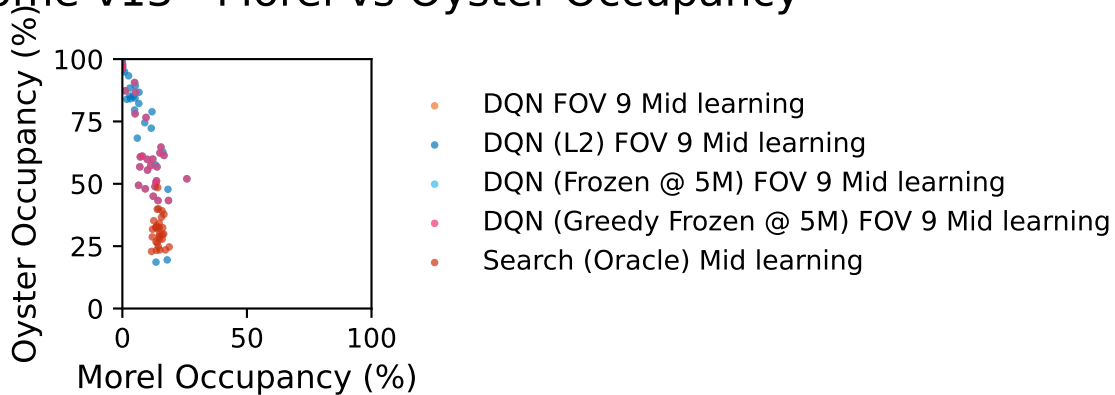 v13 Morel vs Oyster Occupancy
Oyster Occupancy (%)
100
75
50
25
0
0 50 100
Morel Occupancy (%)
DQN FOV 9 Mid learning
DQN (L2) FOV 9 Mid learning
DQN (Frozen @ 5M) FOV 9 Mid learning
DQN (Greedy Frozen @ 5M) FOV 9 Mid learning
Search (Oracle) Mid learning